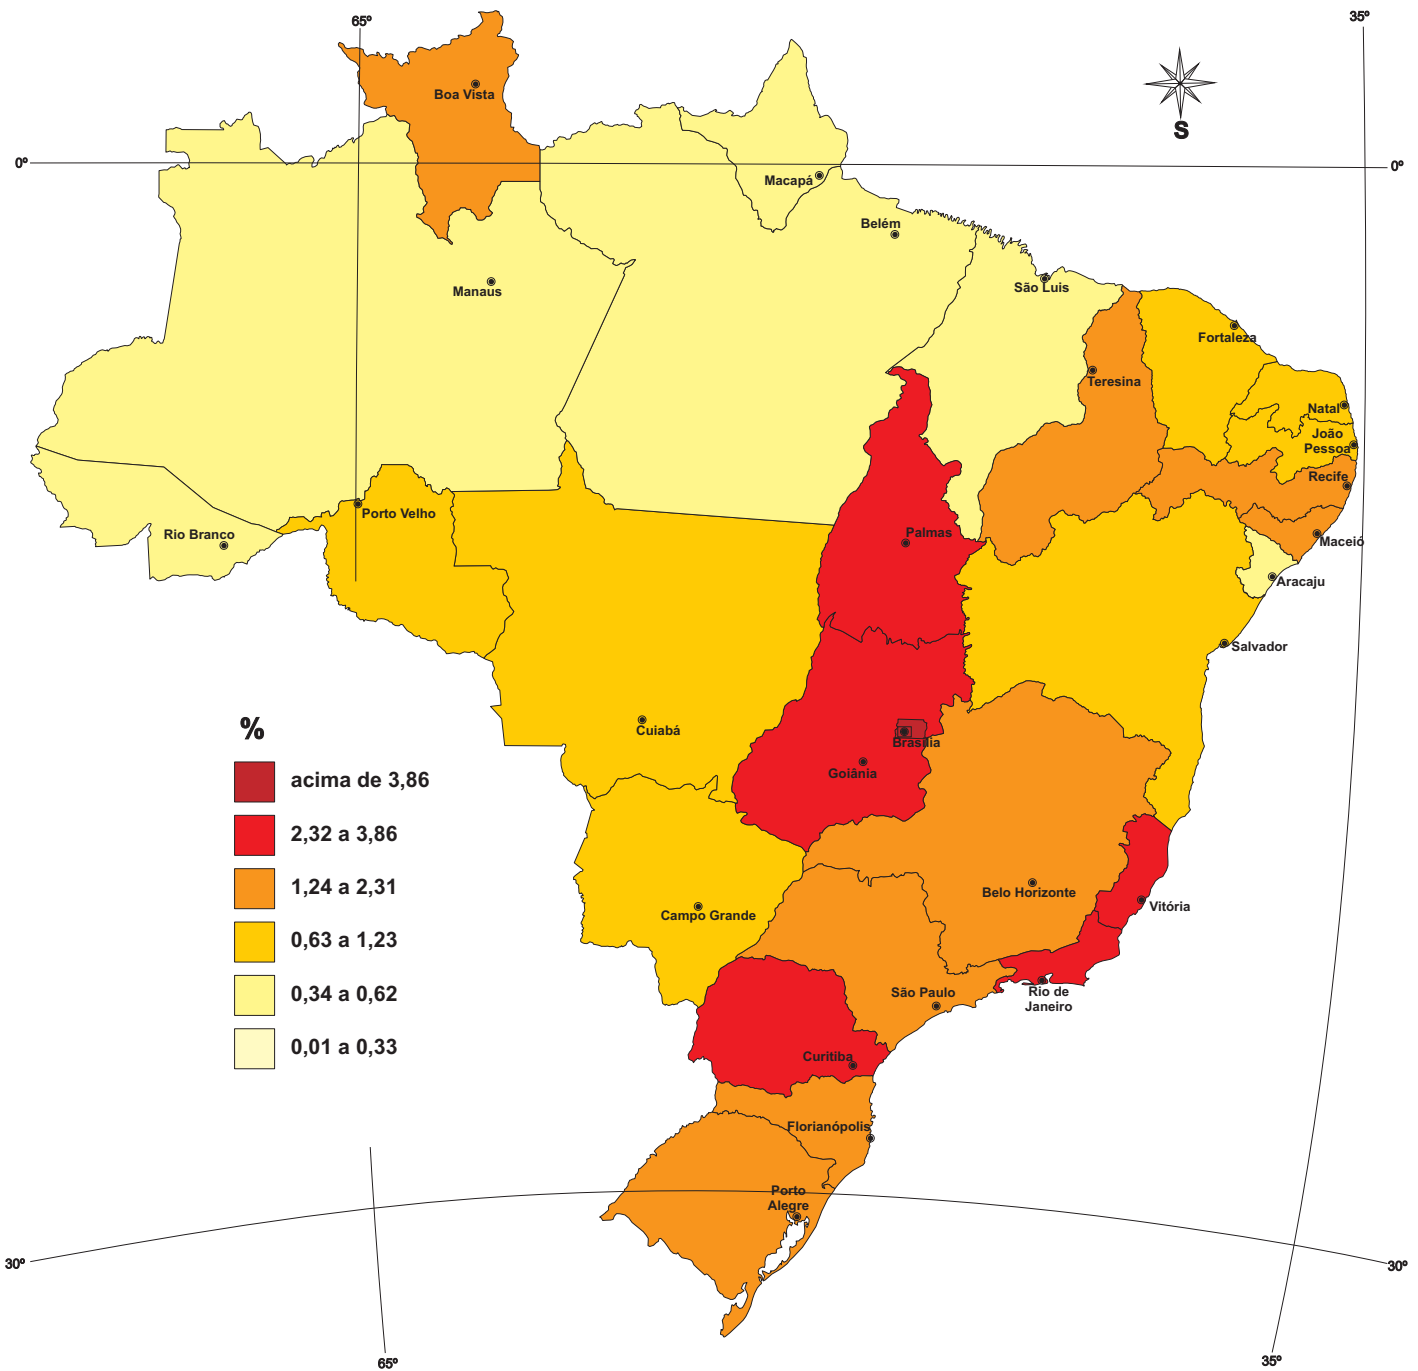 65º
35º
Boa Vista
S
0º
0º
Macapá
Belém
Manaus
São Luis
Fortaleza
Teresina
Natal
João
Pessoa
Recife
Porto Velho
Rio Branco
Palmas
Maceió
Aracaju
Salvador
Cuiabá
Brasília
Goiânia
%
acima de 3,86
2,32 a 3,86
1,24 a 2,31
0,63 a 1,23
0,34 a 0,62
0,01 a 0,33
Belo Horizonte
Campo Grande
Vitória
São Paulo
Rio de
Janeiro
Curitiba
Florianópolis
Porto
Alegre
30º
30º
65º
35º